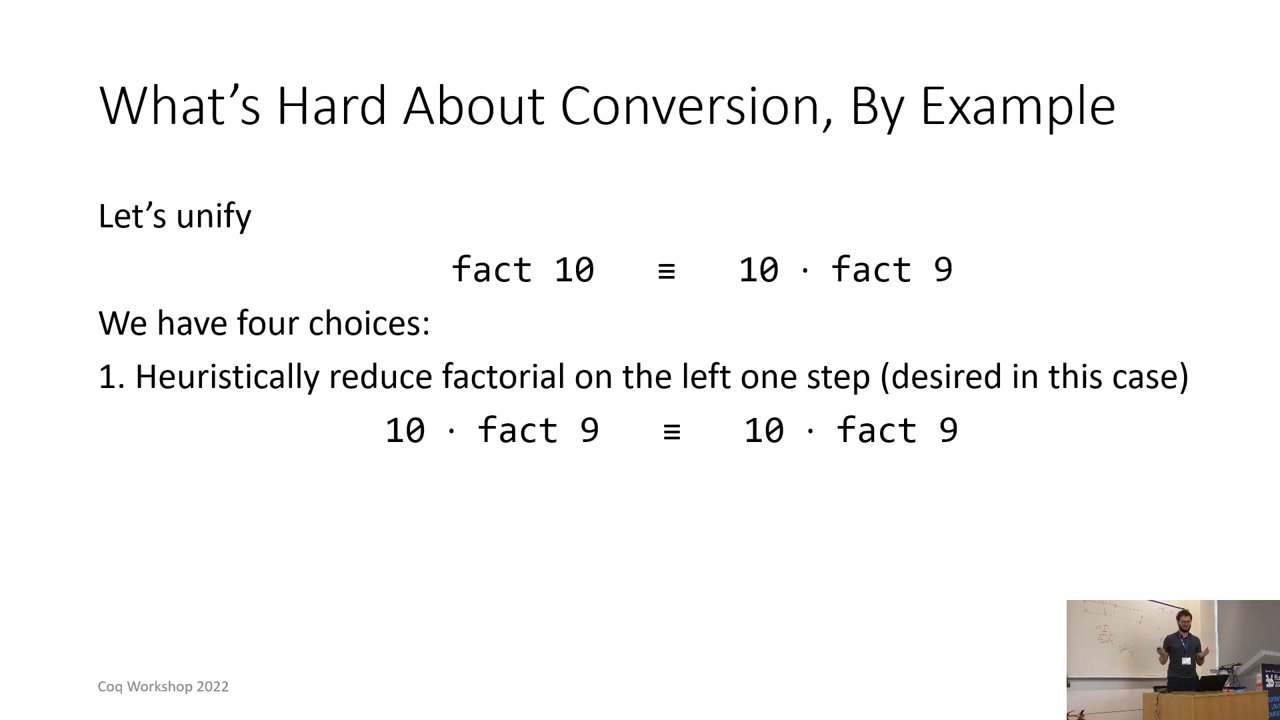 What's Hard About Conversion, By Example
Let's unify
fact 10 ≡ 10 · fact 9
We have four choices:
1. Heuristically reduce factorial on the left one step (desired in this case)
10 · fact 9 ≡ 10 · fact 9
Coq Workshop 2022